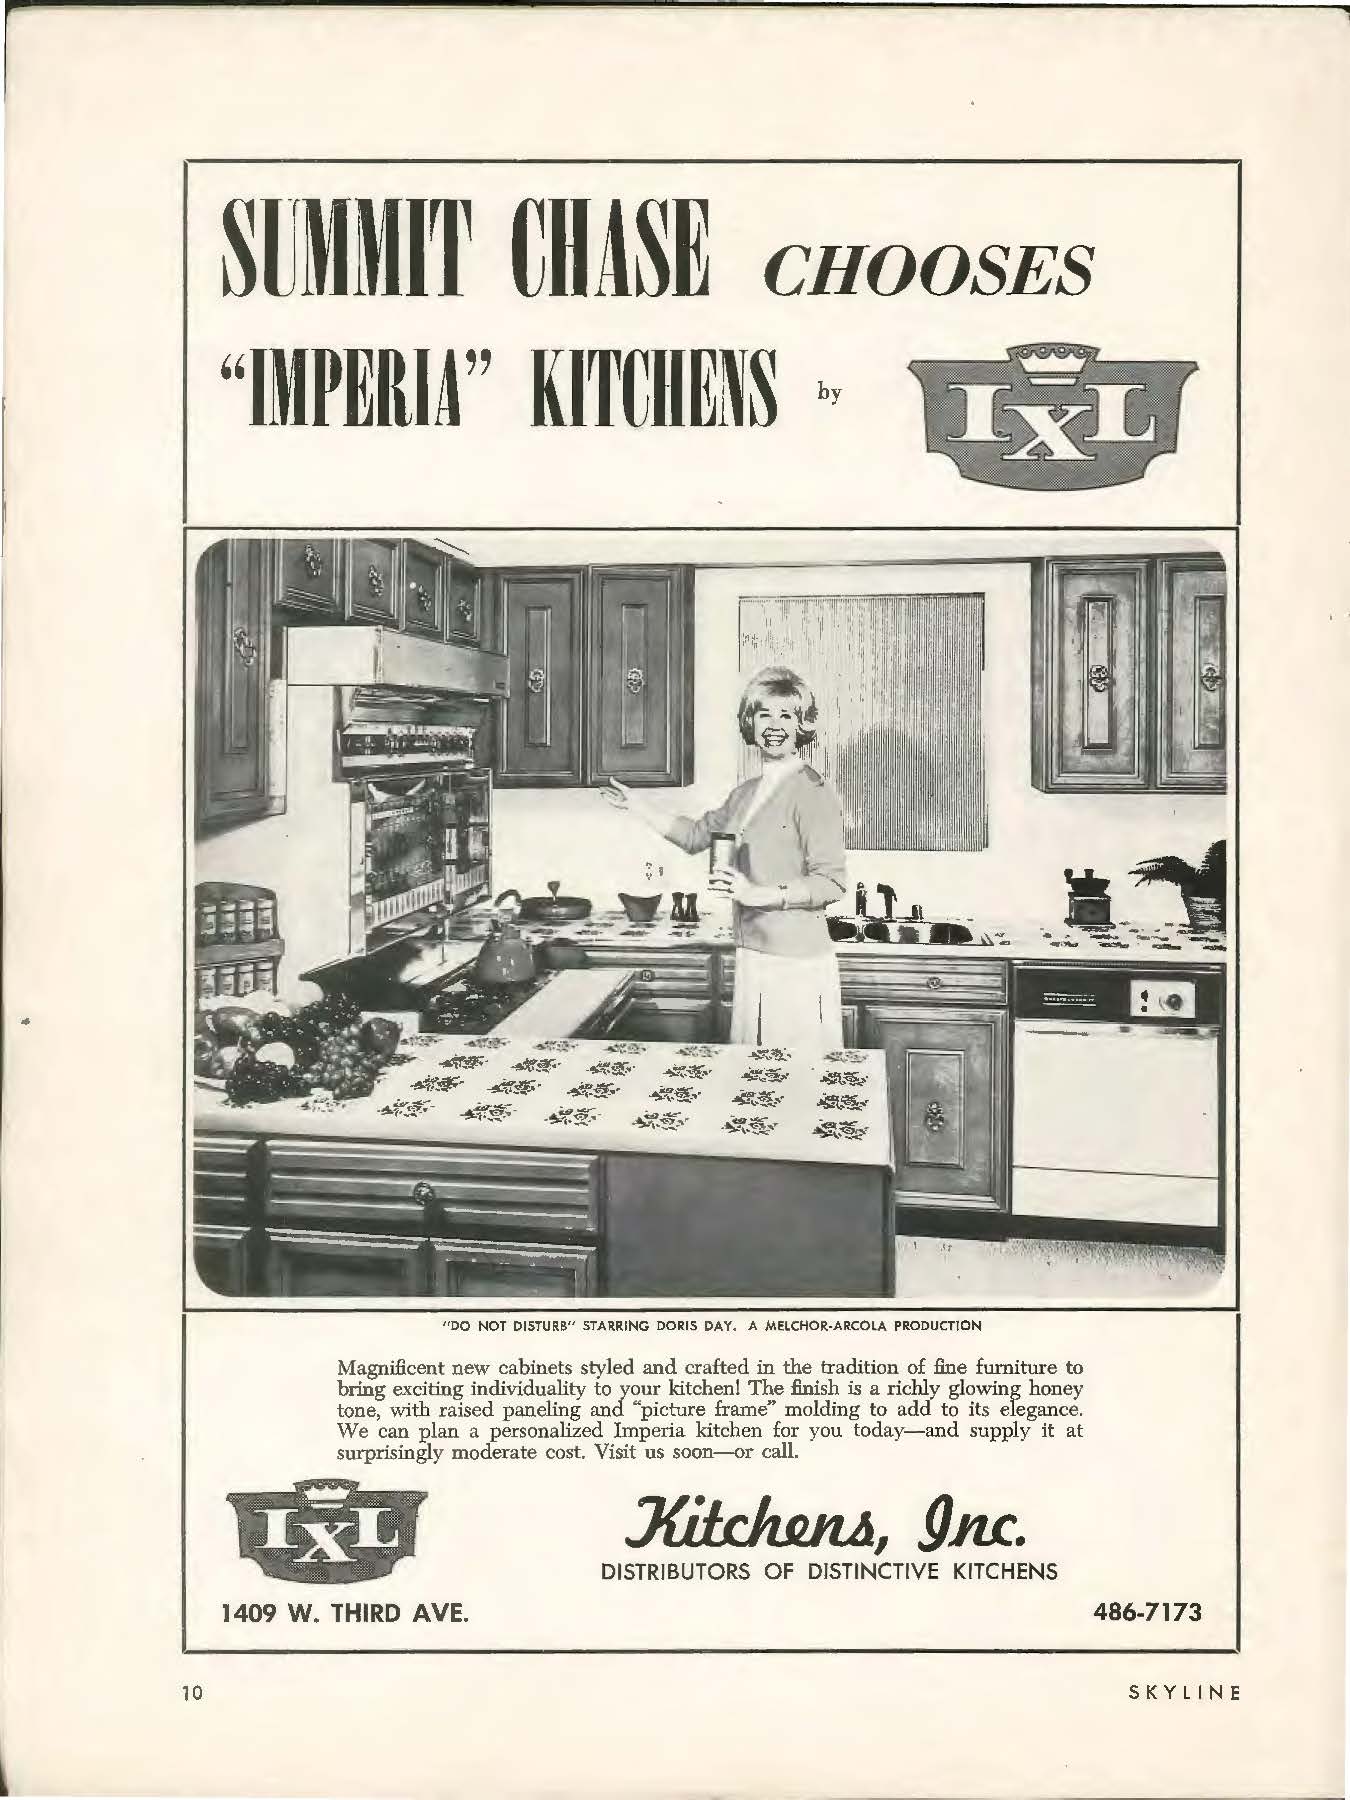 SUMMIT CHASE CHOOSES
“IMPERIA” KITCHENS by IXL
"DO NOT DISTURB" STARRING DORIS DAY. A MELCHOR-ARCOLA PRODUCTION
Magnificent new cabinets styled and crafted in the tradition of fine furniture to
bring exciting individuality to your kitchen! The finish is a richly glowing honey
tone, with raised paneling and “picture frame” molding to add to its elegance.
We can plan a personalized Imperia kitchen for you today—and supply it at
surprisingly moderate cost. Visit us soon—or call.
IXL
Kitchens, Inc.
DISTRIBUTORS OF DISTINCTIVE KITCHENS
1409 W. THIRD AVE. 486-7173
10 SKYLINE